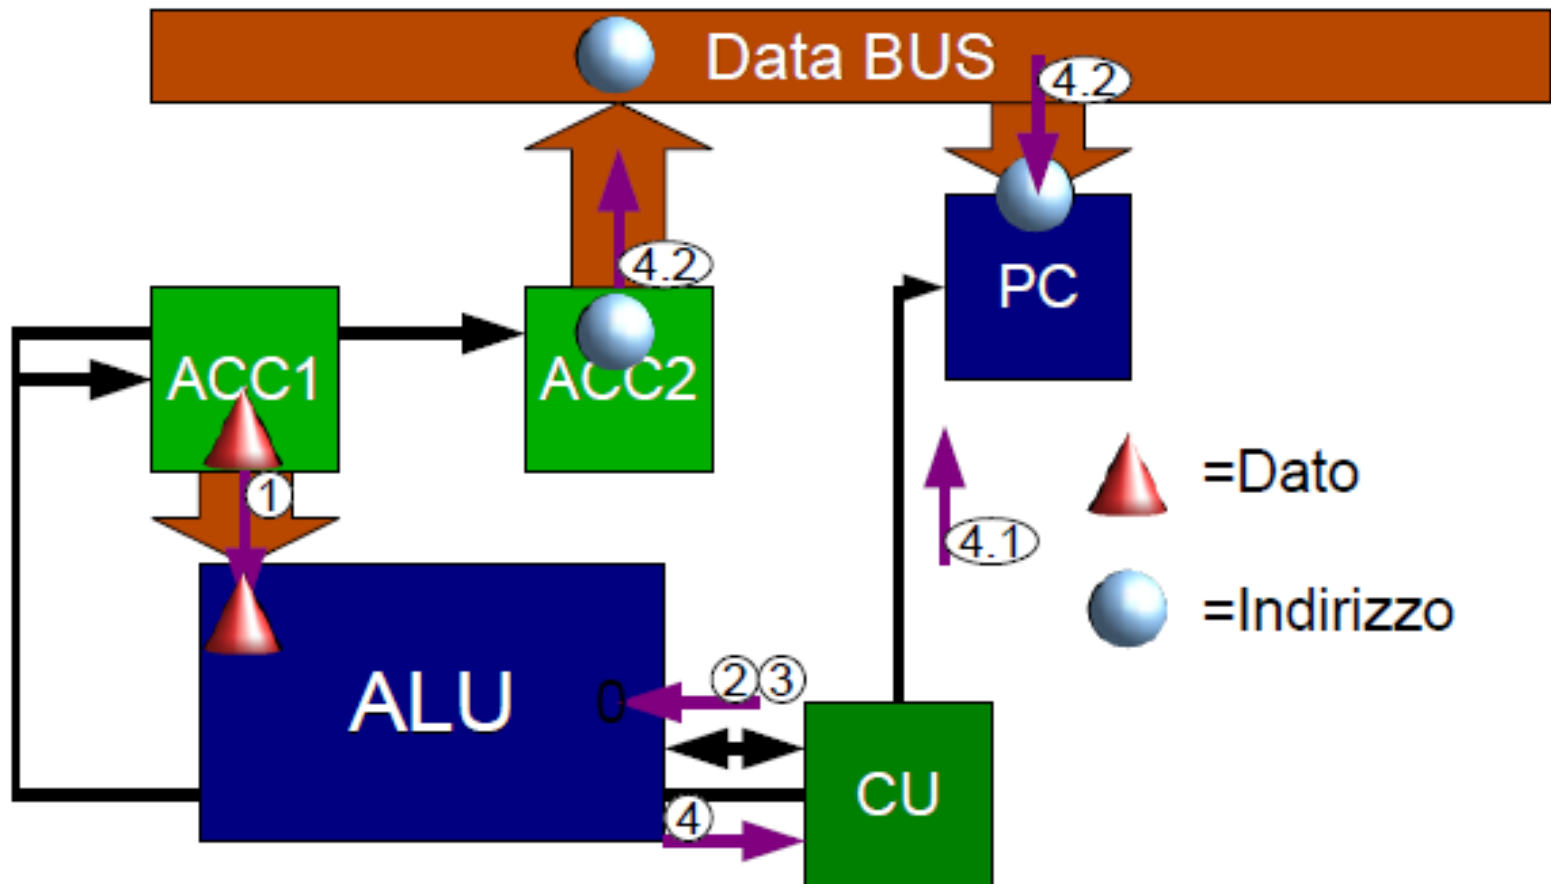 Data BUS
4.2
4.2
PC
ACC1
ACC2
1
=Dato
4.1
=Indirizzo
2 3
0
ALU
CU
4